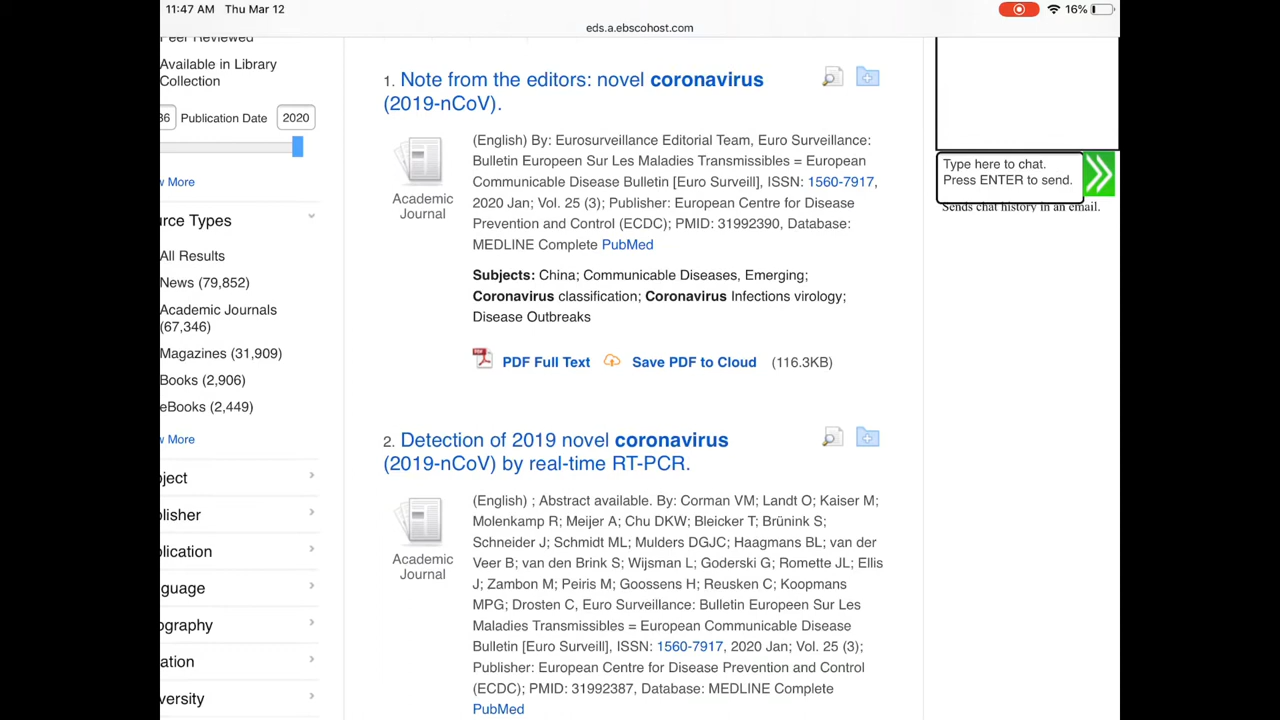 11:47 AM Thu Mar 12
16%
eds.a.ebscohost.com
Peer Reviewed
Available in Library
Collection
36 Publication Date 2020
w More
urce Types
All Results
News (79,852)
Academic Journals
(67,346)
Magazines (31,909)
Books (2,906)
eBooks (2,449)
w More
ject
lisher
lication
guage
ography
ation
versity
1. Note from the editors: novel coronavirus
(2019-nCoV).
Academic
Journal
(English) By: Eurosurveillance Editorial Team, Euro Surveillance:
Bulletin Europeen Sur Les Maladies Transmissibles = European
Communicable Disease Bulletin [Euro Surveill], ISSN: 1560-7917,
2020 Jan; Vol. 25 (3); Publisher: European Centre for Disease
Prevention and Control (ECDC); PMID: 31992390, Database:
MEDLINE Complete PubMed
Subjects: China; Communicable Diseases, Emerging;
Coronavirus classification; Coronavirus Infections virology;
Disease Outbreaks
PDF Full Text Save PDF to Cloud (116.3KB)
2. Detection of 2019 novel coronavirus
(2019-nCoV) by real-time RT-PCR.
Academic
Journal
(English) ; Abstract available. By: Corman VM; Landt O; Kaiser M;
Molenkamp R; Meijer A; Chu DKW; Bleicker T; Brünink S;
Schneider J; Schmidt ML; Mulders DGJC; Haagmans BL; van der
Veer B; van den Brink S; Wijsman L; Goderski G; Romette JL; Ellis
J; Zambon M; Peiris M; Goossens H; Reusken C; Koopmans
MPG; Drosten C, Euro Surveillance: Bulletin Europeen Sur Les
Maladies Transmissibles = European Communicable Disease
Bulletin [Euro Surveill], ISSN: 1560-7917, 2020 Jan; Vol. 25 (3);
Publisher: European Centre for Disease Prevention and Control
(ECDC); PMID: 31992387, Database: MEDLINE Complete
PubMed
Type here to chat.
Press ENTER to send.
Sends chat history in an email.